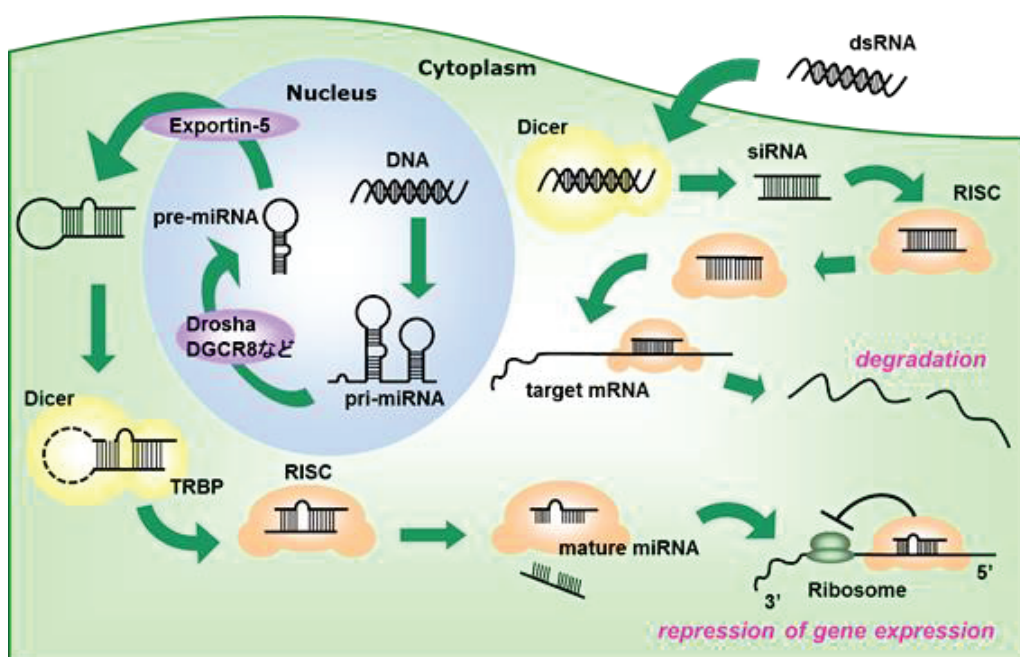 dsRNA
Cytoplasm
Nucleus
Exportin-5
Dicer
DNA
siRNA
RISC
pre-miRNA
Drosha
DGCR8など
pri-miRNA
target mRNA
degradation
Dicer
TRBP
RISC
mature miRNA
Ribosome
3’
5’
repression of gene expression